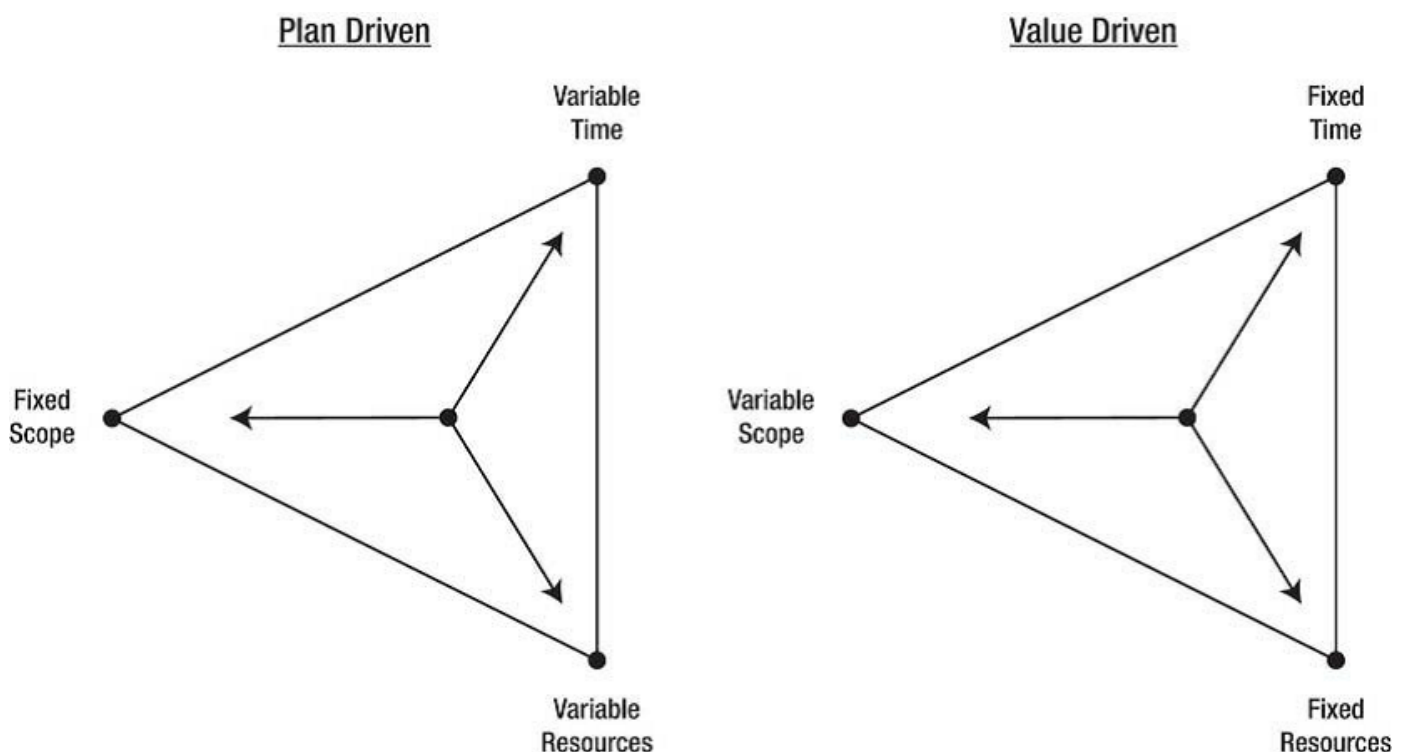 Plan Driven
Variable
Time
Fixed
Scope
Variable
Resources
Value Driven
Fixed
Time
Variable
Scope
Fixed
Resources